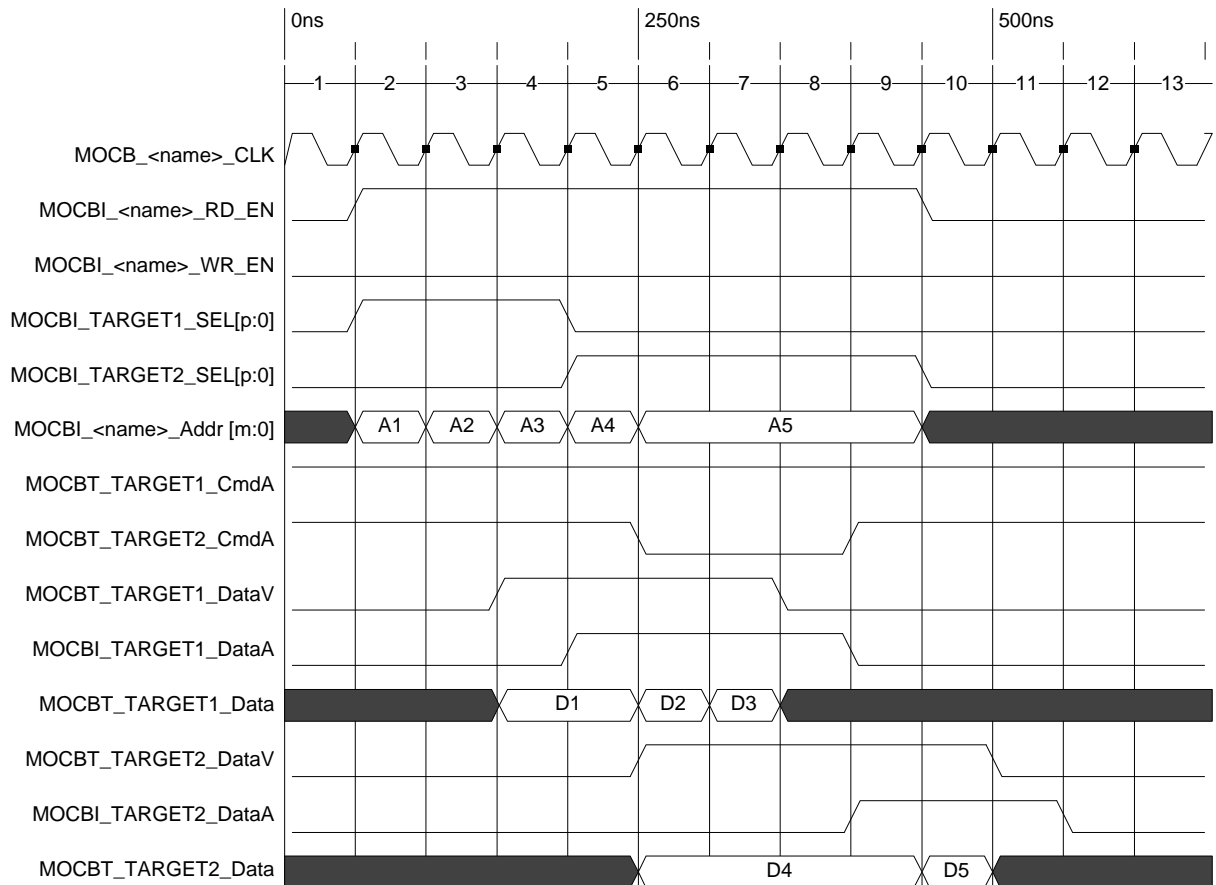 0ns 250ns 500ns
1 2 3 4 5 6 7 8 9 10 11 12 13
MOCB_<name>_CLK
MOCBI_<name>_RD_EN
MOCBI_<name>_WR_EN
MOCBI_TARGET1_SEL[p:0]
MOCBI_TARGET2_SEL[p:0]
MOCBI_<name>_Addr [m:0] A1 A2 A3 A4 A5
MOCBT_TARGET1_CmdA
MOCBT_TARGET2_CmdA
MOCBT_TARGET1_DataV
MOCBI_TARGET1_DataA
MOCBT_TARGET1_Data D1 D2 D3
MOCBT_TARGET2_DataV
MOCBI_TARGET2_DataA
MOCBT_TARGET2_Data D4 D5